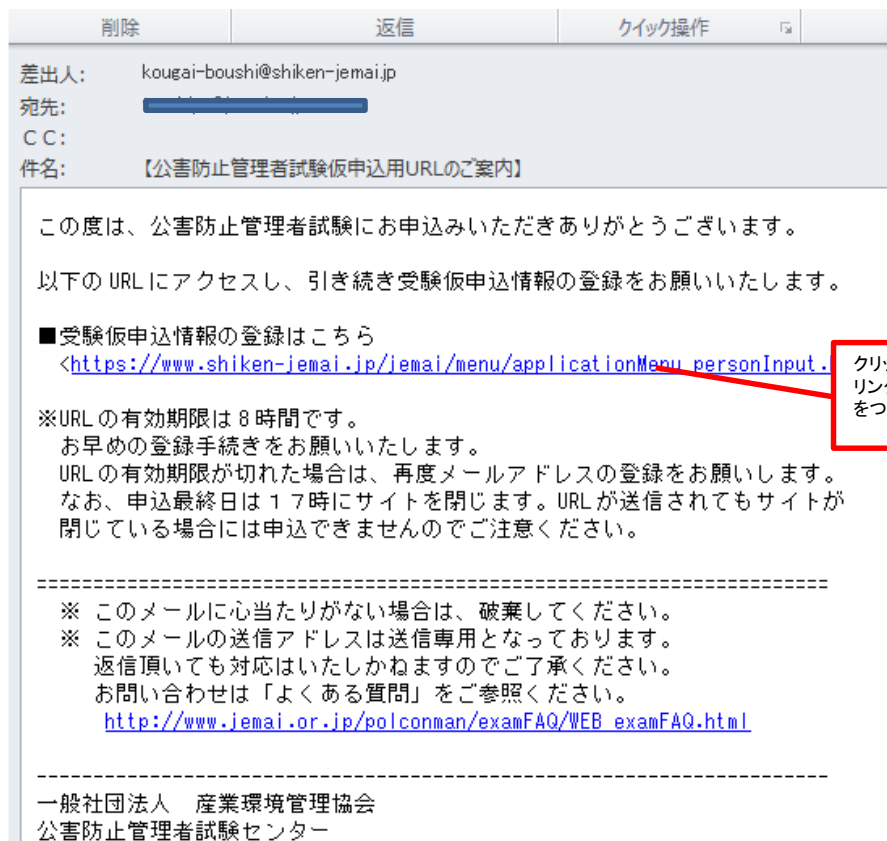 削除 返信 クイック操作
差出人: kougai-boushi@shiken-jemai.jp
宛先:
CC:
件名: 【公害防止管理者試験仮申込用URLのご案内】
この度は、公害防止管理者試験にお申込みいただきありがとうございます。
以下のURLにアクセスし、引き続き受験仮申込情報の登録をお願いいたします。
■受験仮申込情報の登録はこちら
<https://www.shiken-jemai.jp/jemai/menu/applicationMenu_personInput.
クリッ
リンク
をつ
※URLの有効期限は8時間です。
お早めの登録手続きをお願いいたします。
URLの有効期限が切れた場合は、再度メールアドレスの登録をお願いします。
なお、申込最終日は17時にサイトを閉じます。URLが送信されてもサイトが
閉じている場合には申込できませんのでご注意ください。
======================================================================
※ このメールに心当たりがない場合は、破棄してください。
※ このメールの送信アドレスは送信専用となっております。
返信頂いても対応はいたしかねますのでご了承ください。
お問い合わせは「よくある質問」をご参照ください。
http://www.jemai.or.jp/polconman/examFAQ/WEB_examFAQ.html
----------------------------------------------------------------------
一般社団法人 産業環境管理協会
公害防止管理者試験センター